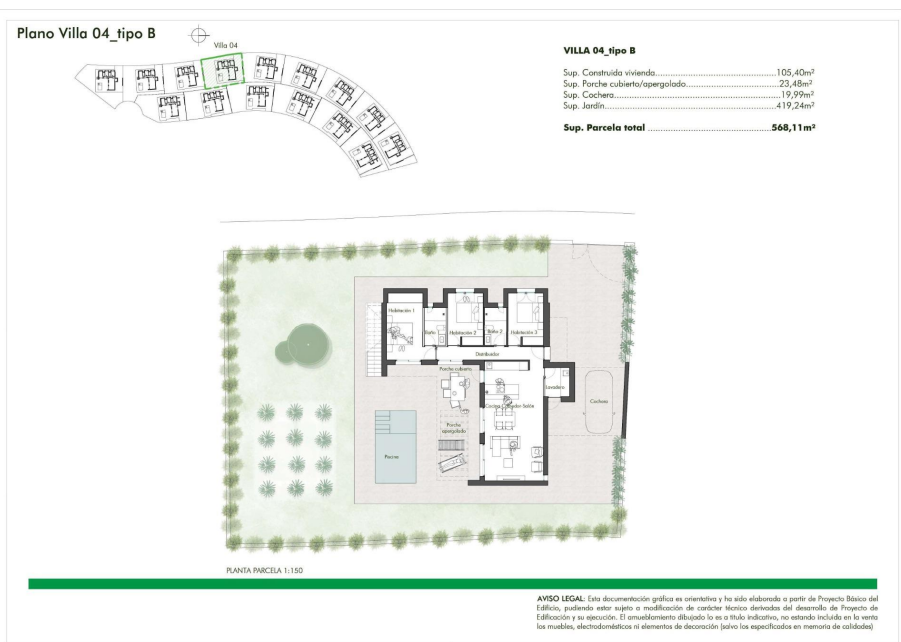 Plano Villa 04_tipo B
Villa 04
VILLA 04_tipo B
Sup. Construida vivienda................................................105,40m²
Sup. Porche cubierto/apergolado................................................23,48m²
Sup. Cochera................................................19,99m²
Sup. Jardín................................................419,24m²
Sup. Parcela total ................................................568,11m²
Habitación 1
Baño
Habitación 2
Baño 2
Habitación 3
Distribuidor
Porche cubierto
Lavadero
Cochera
Cocina-Comedor-Salón
Porche
apergolado
Piscina
PLANTA PARCELA 1:150
AVISO LEGAL: Esta documentación gráfica es orientativa y ha sido elaborada a partir de Proyecto Básico del
Edificio, pudiendo estar sujeto a modificación de carácter técnico derivadas del desarrollo de Proyecto de
Edificación y su ejecución. El amueblamiento dibujado lo es a título indicativo, no estando incluida en la venta
los muebles, electrodomésticos ni elementos de decoración (salvo los especificados en memoria de calidades)